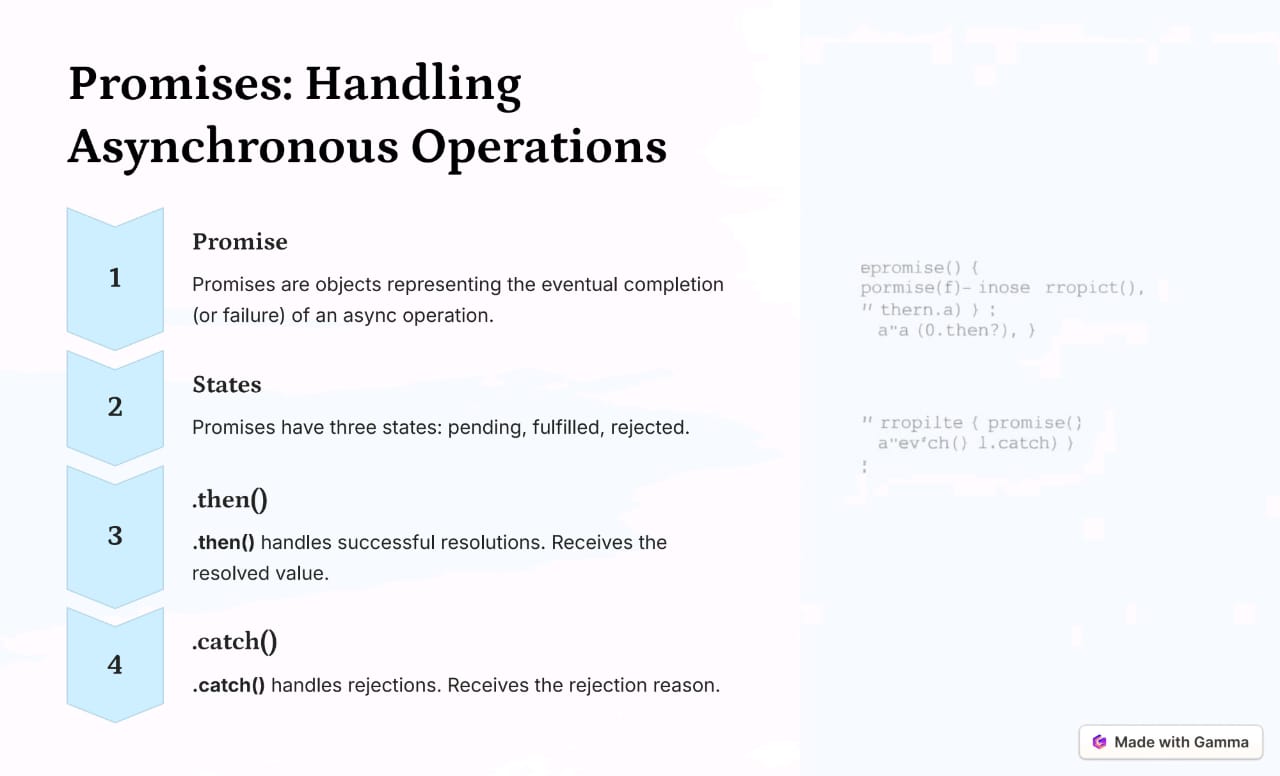 Promises: Handling
Asynchronous Operations
1
Promise
Promises are objects representing the eventual completion
(or failure) of an async operation.
2
States
Promises have three states: pending, fulfilled, rejected.
3
.then()
.then() handles successful resolutions. Receives the
resolved value.
4
.catch()
.catch() handles rejections. Receives the rejection reason.
epromise() {
pormise(f)- inose rropict(),
" thern.a) } ;
a"a (0.then?), }
" rropilte { promise()
a"ev'ch() l.catch) }
;
Made with Gamma